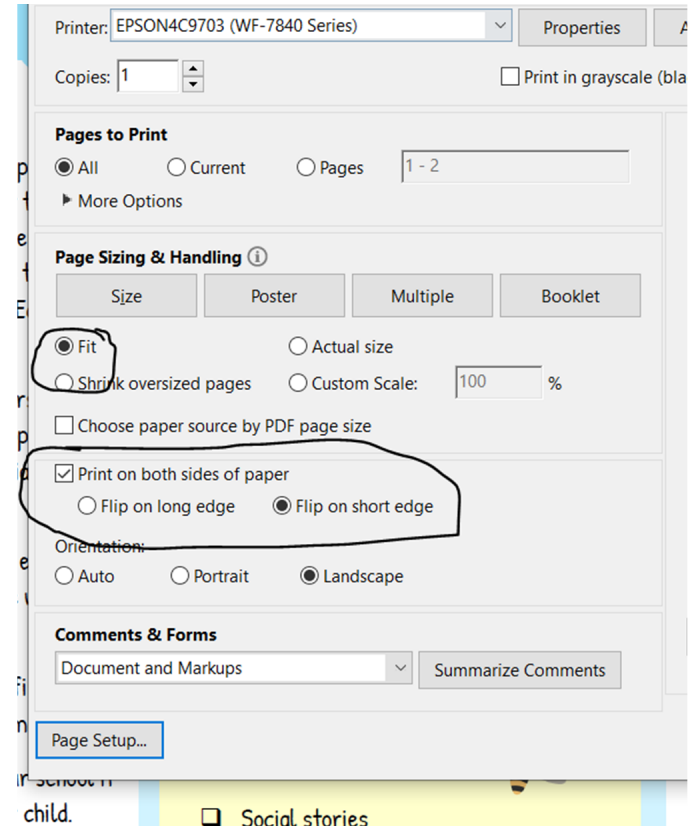 Printer: EPSON4C9703 (WF-7840 Series) Properties A
Copies: 1 Print in grayscale (bla
Pages to Print
All Current Pages 1 - 2
More Options
Page Sizing & Handling
Size Poster Multiple Booklet
Fit Actual size
Shrink oversized pages Custom Scale: 100 %
Choose paper source by PDF page size
Print on both sides of paper
Flip on long edge Flip on short edge
Orientation:
Auto Portrait Landscape
Comments & Forms
Document and Markups Summarize Comments
Page Setup...
child.
Social stories